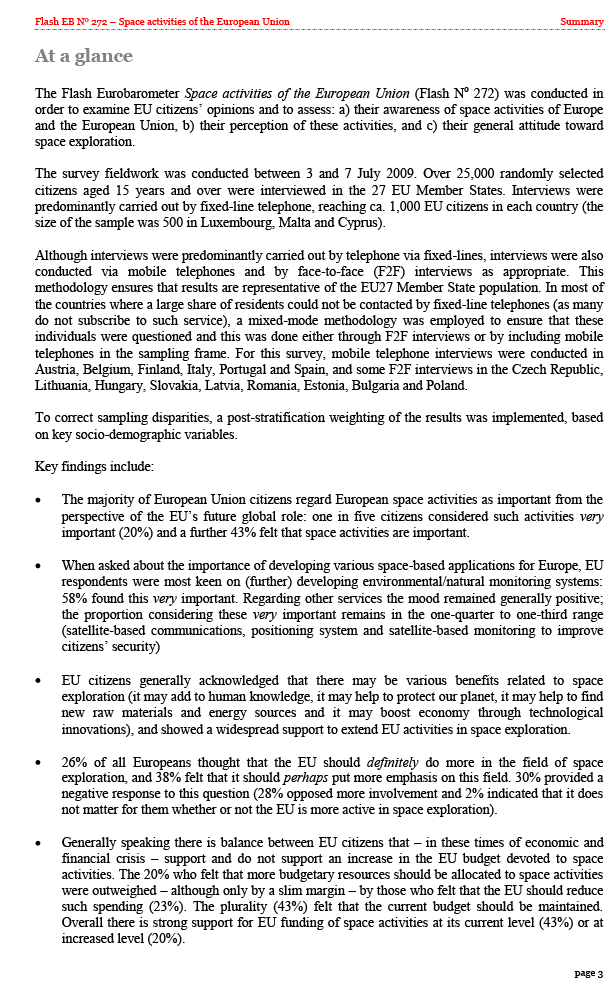 Flash EB Nº 272 – Space activities of the European Union Summary
At a glance
The Flash Eurobarometer Space activities of the European Union (Flash Nº 272) was conducted in
order to examine EU citizens’ opinions and to assess: a) their awareness of space activities of Europe
and the European Union, b) their perception of these activities, and c) their general attitude toward
space exploration.
The survey fieldwork was conducted between 3 and 7 July 2009. Over 25,000 randomly selected
citizens aged 15 years and over were interviewed in the 27 EU Member States. Interviews were
predominantly carried out by fixed-line telephone, reaching ca. 1,000 EU citizens in each country (the
size of the sample was 500 in Luxembourg, Malta and Cyprus).
Although interviews were predominantly carried out by telephone via fixed-lines, interviews were also
conducted via mobile telephones and by face-to-face (F2F) interviews as appropriate. This
methodology ensures that results are representative of the EU27 Member State population. In most of
the countries where a large share of residents could not be contacted by fixed-line telephones (as many
do not subscribe to such service), a mixed-mode methodology was employed to ensure that these
individuals were questioned and this was done either through F2F interviews or by including mobile
telephones in the sampling frame. For this survey, mobile telephone interviews were conducted in
Austria, Belgium, Finland, Italy, Portugal and Spain, and some F2F interviews in the Czech Republic,
Lithuania, Hungary, Slovakia, Latvia, Romania, Estonia, Bulgaria and Poland.
To correct sampling disparities, a post-stratification weighting of the results was implemented, based
on key socio-demographic variables.
Key findings include:
• The majority of European Union citizens regard European space activities as important from the
perspective of the EU’s future global role: one in five citizens considered such activities very
important (20%) and a further 43% felt that space activities are important.
• When asked about the importance of developing various space-based applications for Europe, EU
respondents were most keen on (further) developing environmental/natural monitoring systems:
58% found this very important. Regarding other services the mood remained generally positive;
the proportion considering these very important remains in the one-quarter to one-third range
(satellite-based communications, positioning system and satellite-based monitoring to improve
citizens’ security)
• EU citizens generally acknowledged that there may be various benefits related to space
exploration (it may add to human knowledge, it may help to protect our planet, it may help to find
new raw materials and energy sources and it may boost economy through technological
innovations), and showed a widespread support to extend EU activities in space exploration.
• 26% of all Europeans thought that the EU should definitely do more in the field of space
exploration, and 38% felt that it should perhaps put more emphasis on this field. 30% provided a
negative response to this question (28% opposed more involvement and 2% indicated that it does
not matter for them whether or not the EU is more active in space exploration).
• Generally speaking there is balance between EU citizens that – in these times of economic and
financial crisis – support and do not support an increase in the EU budget devoted to space
activities. The 20% who felt that more budgetary resources should be allocated to space activities
were outweighed – although only by a slim margin – by those who felt that the EU should reduce
such spending (23%). The plurality (43%) felt that the current budget should be maintained.
Overall there is strong support for EU funding of space activities at its current level (43%) or at
increased level (20%).
page 3